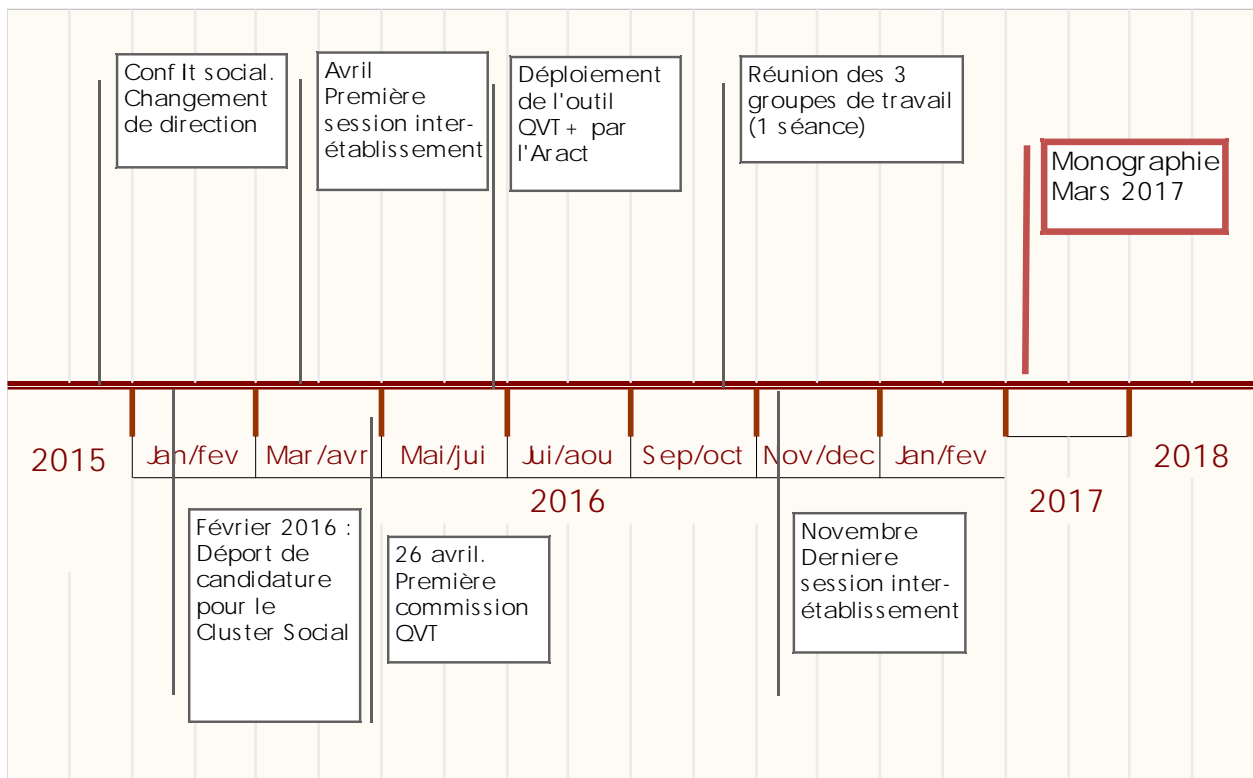 Conflt social.
Changement
de direction
Avril
Première
session inter-
établissement
Déploiement
de l'outil
QVT+ par
l'Aract
Réunion des 3
groupes de travail
(1 séance)
Monographie
Mars 2017
2015
Jan/fev
Mar/avr
Mai/jui
Jui/aou
Sep/oct
Nov/dec
Jan/fev
2018
2016
2017
Février 2016 :
Déport de
candidature
pour le
Cluster Social
26 avril.
Première
commission
QVT
Novembre
Derniere
session inter-
établissement